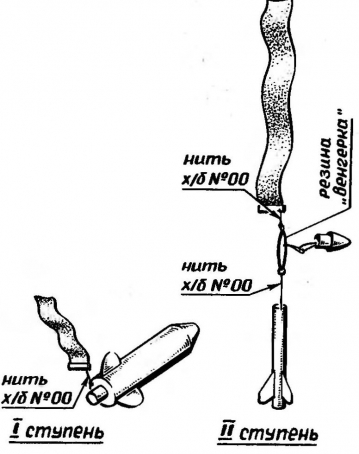 нить
х/б №00
резина
„Венгерка"
нить
х/б №00
нить
х/б №00
I ступень
II ступень